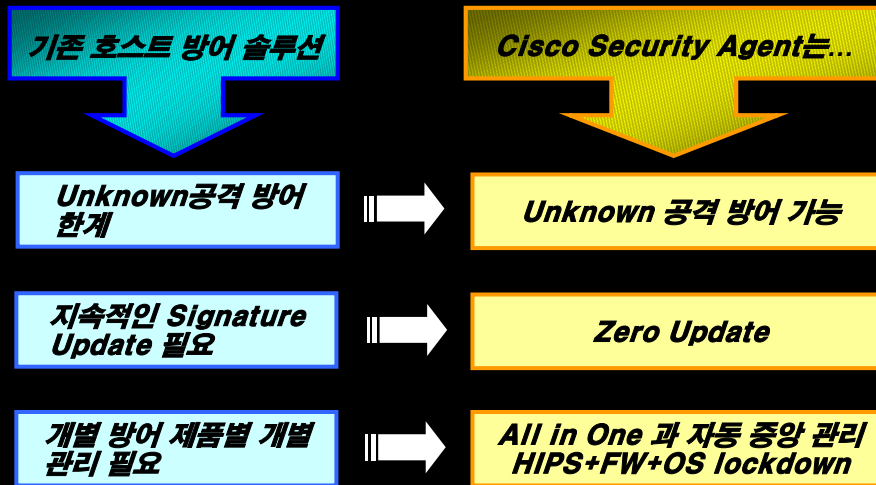 기존 호스트 방어 솔루션
Cisco Security Agent는...
Unknown공격 방어
한계
Unknown 공격 방어 가능
지속적인 Signature
Update 필요
Zero Update
개별 방어 제품별 개별
관리 필요
All in One 과 자동 중앙 관리
HIPS+FW+OS lockdown